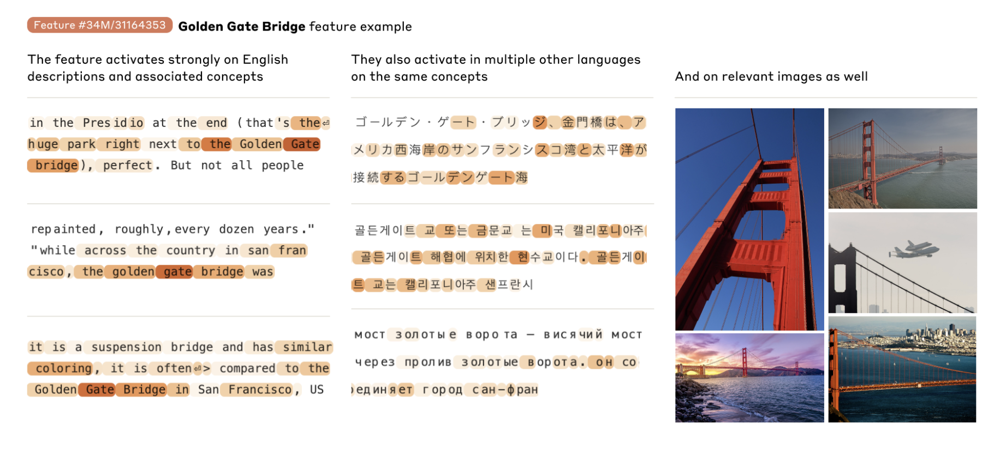 Feature #34M/31164353 Golden Gate Bridge feature example
The feature activates strongly on English
descriptions and associated concepts
in the Presidio at the end (that's the⏎
huge park right next to the Golden Gate
bridge), perfect. But not all people
repainted, roughly, every dozen years."
"while across the country in san fran
cisco, the golden gate bridge was
it is a suspension bridge and has similar
coloring, it is often⏎> compared to the
Golden Gate Bridge in San Francisco, US
They also activate in multiple other languages
on the same concepts
ゴールデン・ゲート・ブリッジ、金門橋は、ア
メリカ西海岸のサンフランシスコ湾と太平洋が
接続するゴールデンゲート海
골든게이트 교 또는 금문교 는 미국 캘리포니아주
골든게이트 해협에 위치한 현수교이다. 골든게이
트 교는 캘리포니아주 샌프란시
мост золотые ворота — висячий мост
через пролив золотые ворота. он со
единяет город сан-фран
And on relevant images as well